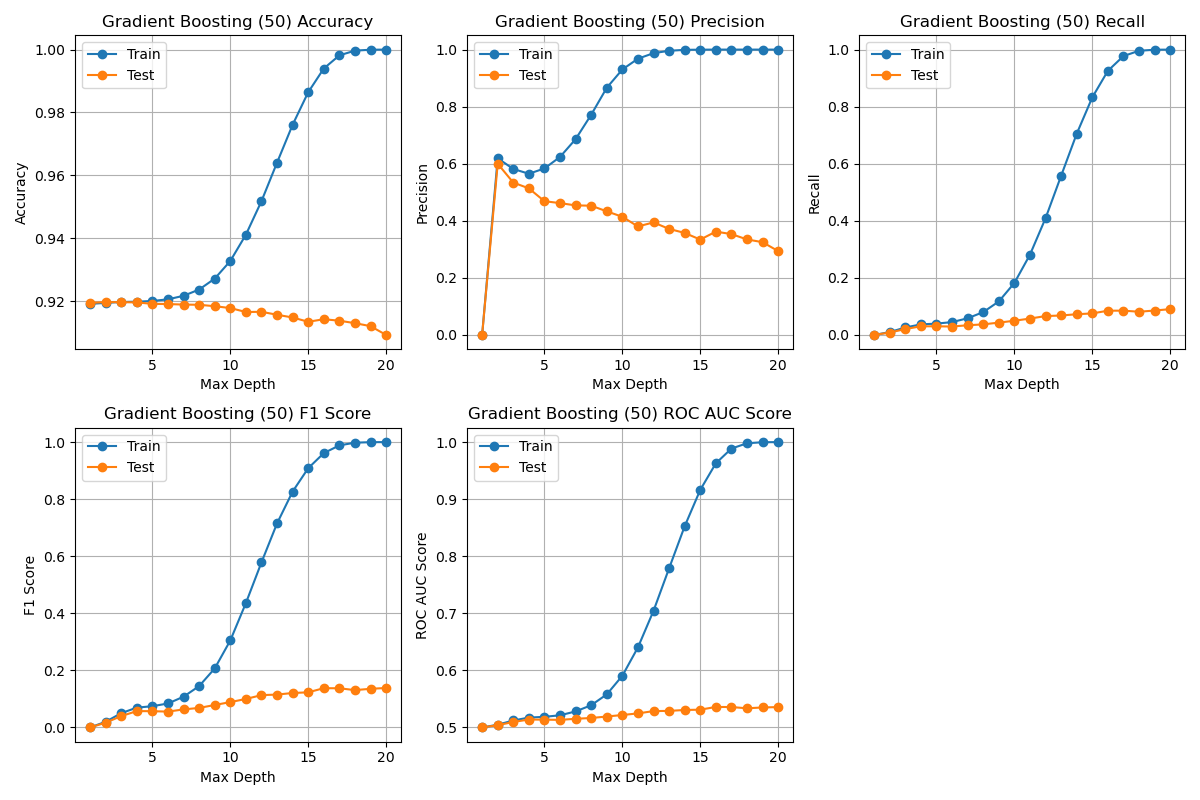 Gradient Boosting (50) Accuracy
1.00
0.98
0.96
0.94
0.92
Accuracy
Train
Test
5 10 15 20
Max Depth
Gradient Boosting (50) Precision
1.0
0.8
0.6
0.4
0.2
0.0
Precision
Train
Test
5 10 15 20
Max Depth
Gradient Boosting (50) Recall
1.0
0.8
0.6
0.4
0.2
0.0
Recall
Train
Test
5 10 15 20
Max Depth
Gradient Boosting (50) F1 Score
1.0
0.8
0.6
0.4
0.2
0.0
F1 Score
Train
Test
5 10 15 20
Max Depth
Gradient Boosting (50) ROC AUC Score
1.0
0.9
0.8
0.7
0.6
0.5
ROC AUC Score
Train
Test
5 10 15 20
Max Depth